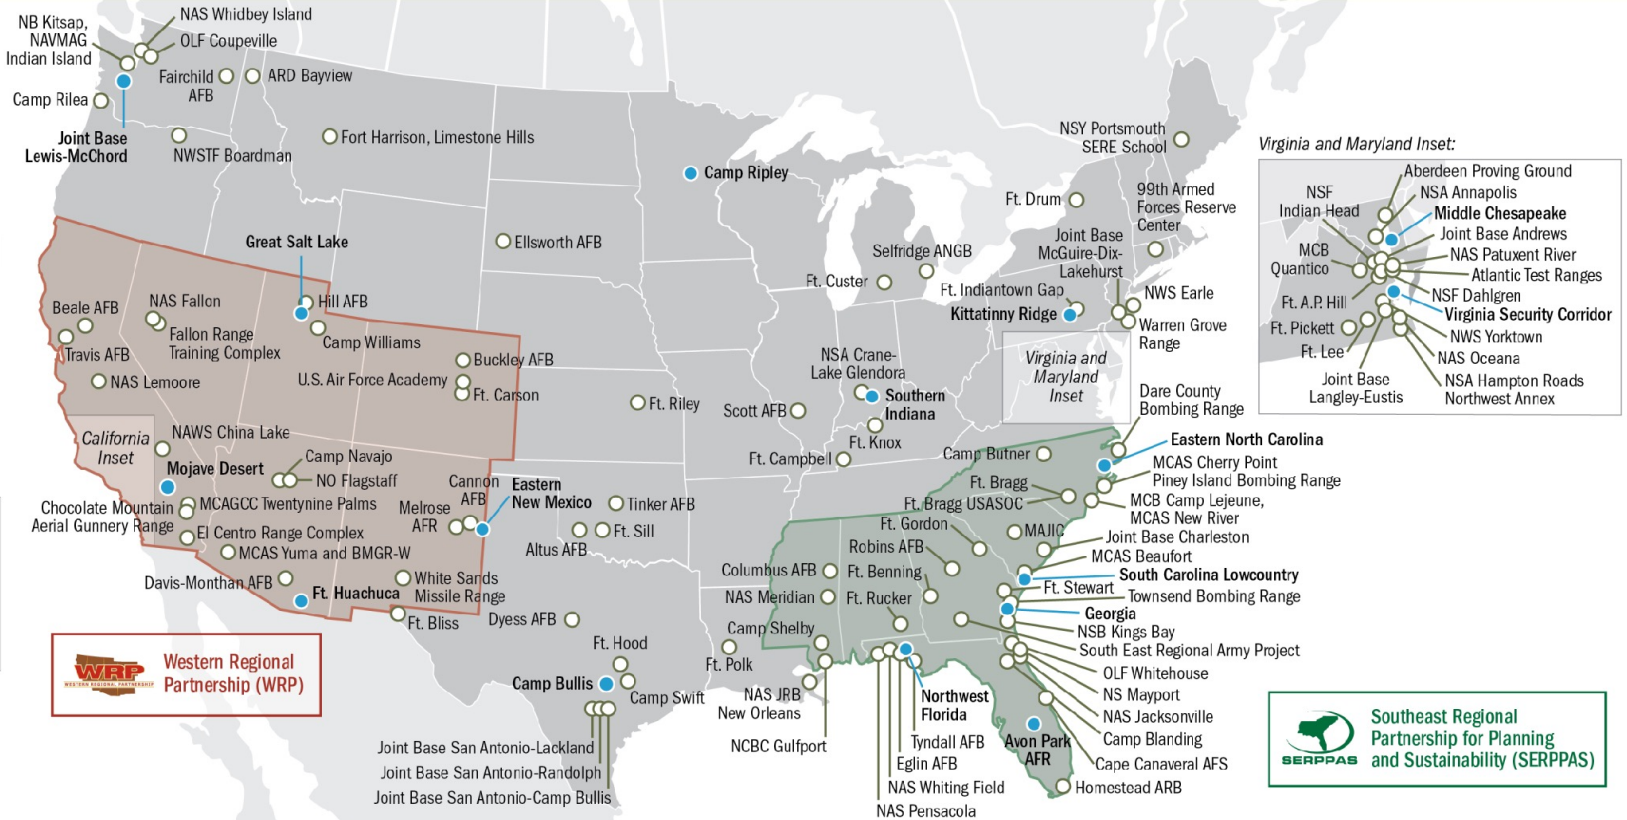 NAS Whidbey Island
NB Kitsap,
NAVMAG
Indian Island
OLF Coupeville
Fairchild
AFB
ARD Bayview
Camp Rilea
Joint Base
Lewis-McChord
NWSTF Boardman
Fort Harrison, Limestone Hills
Camp Ripley
NSY Portsmouth
SERE School
Ft. Drum
99th Armed
Forces Reserve
Center
Great Salt Lake
Ellsworth AFB
Selfridge ANGB
Ft. Custer
Joint Base
McGuire-Dix-
Lakehurst
Ft. Indiantown Gap
Kittatinny Ridge
NWS Earle
Warren Grove
Range
Beale AFB
NAS Fallon
Hill AFB
Fallon Range
Training Complex
Camp Williams
Travis AFB
NAS Lemoore
Buckley AFB
U.S. Air Force Academy
Ft. Carson
Ft. Riley
Scott AFB
NSA Crane-
Lake Glendora
Southern
Indiana
Ft. Knox
Ft. Campbell
Virginia and
Maryland
Inset
Dare County
Bombing Range
California
Inset
NAWS China Lake
Mojave Desert
Camp Navajo
NO Flagstaff
Cannon
AFB
Eastern
New Mexico
Melrose
AFR
Chocolate Mountain
Aerial Gunnery Range
MCAGCC Twentynine Palms
El Centro Range Complex
MCAS Yuma and BMGR-W
Davis-Monthan AFB
Ft. Huachuca
White Sands
Missile Range
Ft. Bliss
Tinker AFB
Altus AFB
Ft. Sill
Dyess AFB
Ft. Hood
Camp Bullis
Camp Swift
Joint Base San Antonio-Lackland
Joint Base San Antonio-Randolph
Joint Base San Antonio-Camp Bullis
Ft. Polk
NAS JRB
New Orleans
NCBC Gulfport
Camp Shelby
Columbus AFB
NAS Meridian
Camp Butner
Ft. Bragg
Ft. Bragg USASOC
Ft. Gordon
Robins AFB
Ft. Benning
Ft. Rucker
MAJIC
Eastern North Carolina
MCAS Cherry Point
Piney Island Bombing Range
MCB Camp Lejeune,
MCAS New River
Joint Base Charleston
MCAS Beaufort
South Carolina Lowcountry
Ft. Stewart
Townsend Bombing Range
Georgia
NSB Kings Bay
South East Regional Army Project
OLF Whitehouse
NS Mayport
NAS Jacksonville
Camp Blanding
Cape Canaveral AFS
Homestead ARB
Avon Park
AFR
Northwest
Florida
Tyndall AFB
Eglin AFB
NAS Whiting Field
NAS Pensacola
Virginia and Maryland Inset:
Aberdeen Proving Ground
NSF
Indian Head
NSA Annapolis
Middle Chesapeake
Joint Base Andrews
MCB
Quantico
NAS Patuxent River
Atlantic Test Ranges
NSF Dahlgren
Ft. A.P. Hill
Virginia Security Corridor
Ft. Pickett
NWS Yorktown
Ft. Lee
NAS Oceana
Joint Base
Langley-Eustis
NSA Hampton Roads
Northwest Annex
WRP
WESTERN REGIONAL PARTNERSHIP
Western Regional
Partnership (WRP)
SERPPAS
Southeast Regional
Partnership for Planning
and Sustainability (SERPPAS)